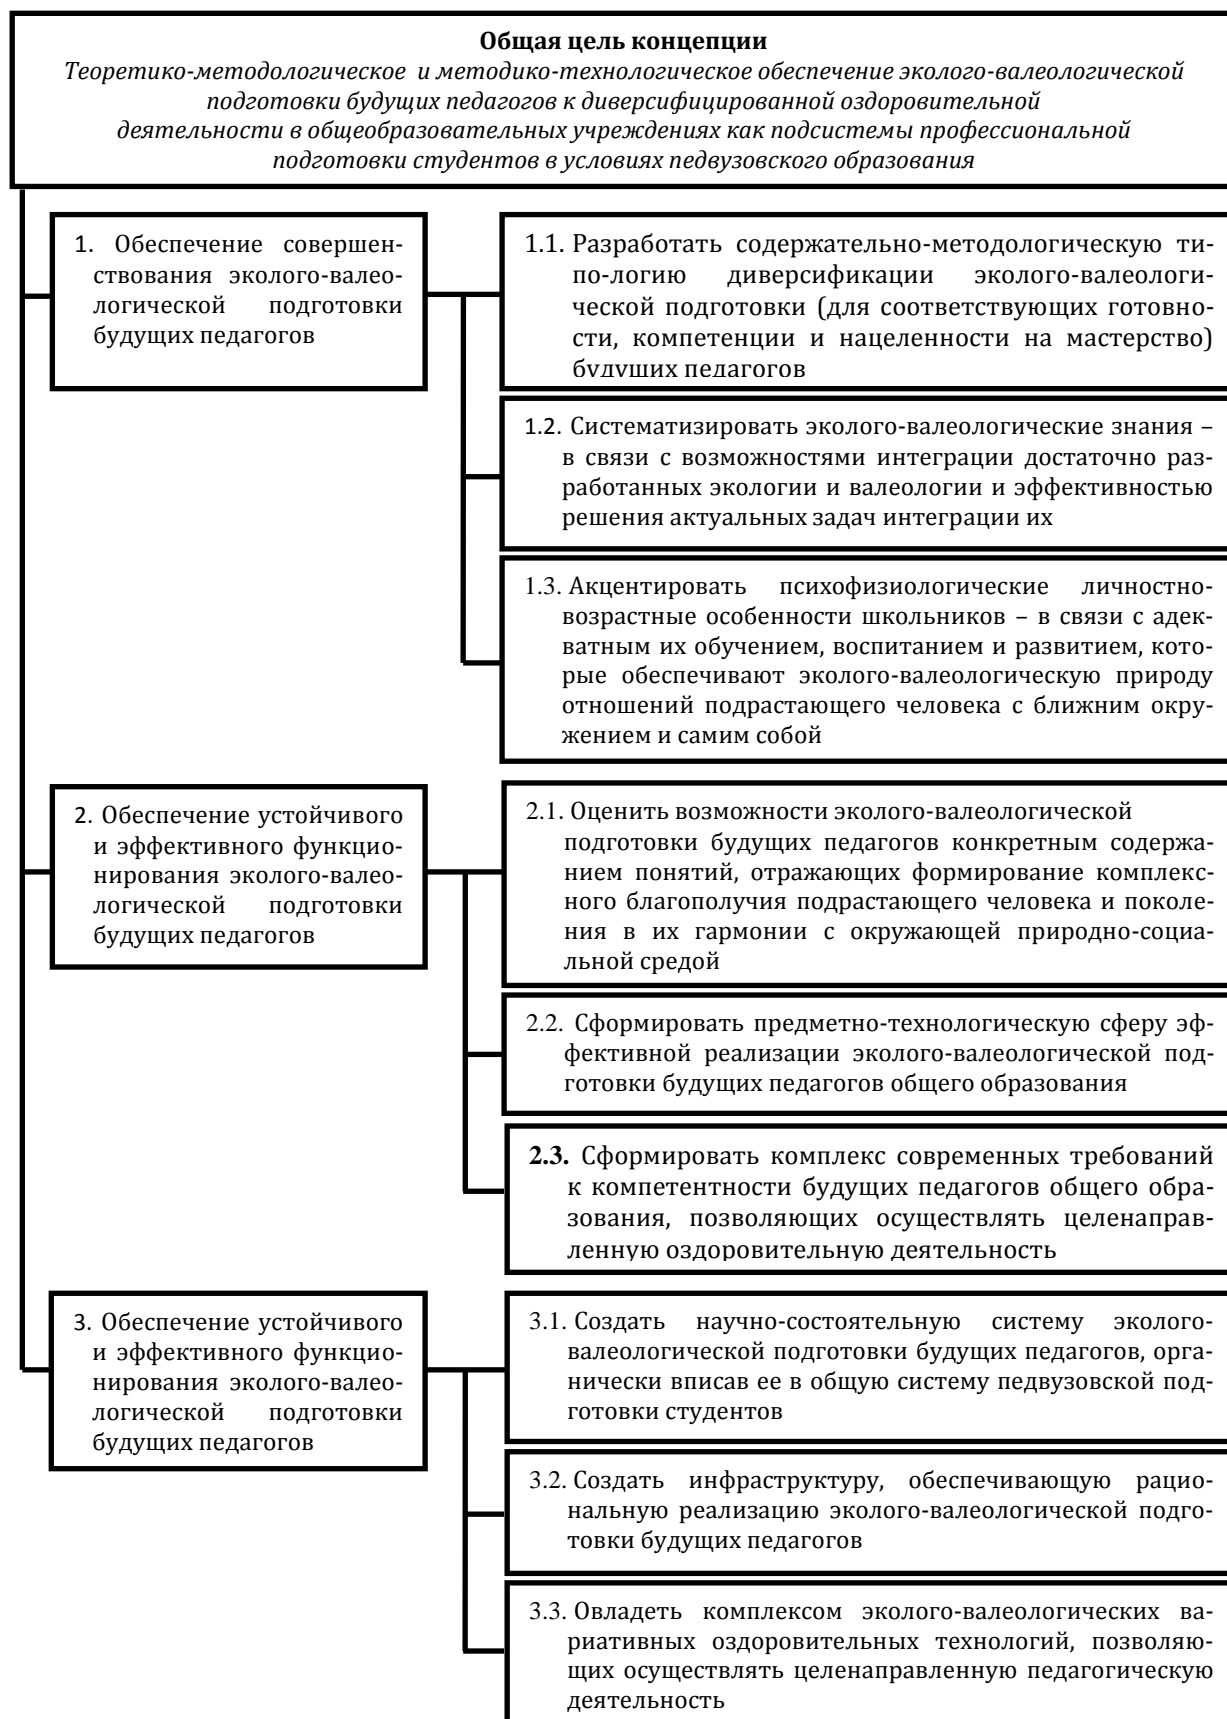 Общая цель концепции
Теоретико-методологическое и методико-технологическое обеспечение эколого-валеологической
подготовки будущих педагогов к диверсифицированной оздоровительной
деятельности в общеобразовательных учреждениях как подсистемы профессиональной
подготовки студентов в условиях педвузовского образования
1. Обеспечение совершен-
ствования эколого-валео-
логической подготовки
будущих педагогов
1.1. Разработать содержательно-методологическую ти-
по-логию диверсификации эколого-валеологи-
ческой подготовки (для соответствующих готовно-
сти, компетенции и нацеленности на мастерство)
будущих педагогов
1.2. Систематизировать эколого-валеологические знания –
в связи с возможностями интеграции достаточно раз-
работанных экологии и валеологии и эффективностью
решения актуальных задач интеграции их
1.3. Акцентировать психофизиологические личностно-
возрастные особенности школьников – в связи с адек-
ватным их обучением, воспитанием и развитием, кото-
рые обеспечивают эколого-валеологическую природу
отношений подрастающего человека с ближним окру-
жением и самим собой
2. Обеспечение устойчивого
и эффективного функцио-
нирования эколого-валео-
логической подготовки
будущих педагогов
2.1. Оценить возможности эколого-валеологической
подготовки будущих педагогов конкретным содержа-
нием понятий, отражающих формирование комплекс-
ного благополучия подрастающего человека и поколе-
ния в их гармонии с окружающей природно-социа-
льной средой
2.2. Сформировать предметно-технологическую сферу эф-
фективной реализации эколого-валеологической под-
готовки будущих педагогов общего образования
2.3. Сформировать комплекс современных требований
к компетентности будущих педагогов общего обра-
зования, позволяющих осуществлять целенаправ-
ленную оздоровительную деятельность
3. Обеспечение устойчивого
и эффективного функцио-
нирования эколого-валео-
логической подготовки
будущих педагогов
3.1. Создать научно-состоятельную систему эколого-
валеологической подготовки будущих педагогов, орга-
нически вписав ее в общую систему педвузовской под-
готовки студентов
3.2. Создать инфраструктуру, обеспечивающую рацио-
нальную реализацию эколого-валеологической подго-
товки будущих педагогов
3.3. Овладеть комплексом эколого-валеологических ва-
риативных оздоровительных технологий, позволяю-
щих осуществлять целенаправленную педагогическую
деятельность